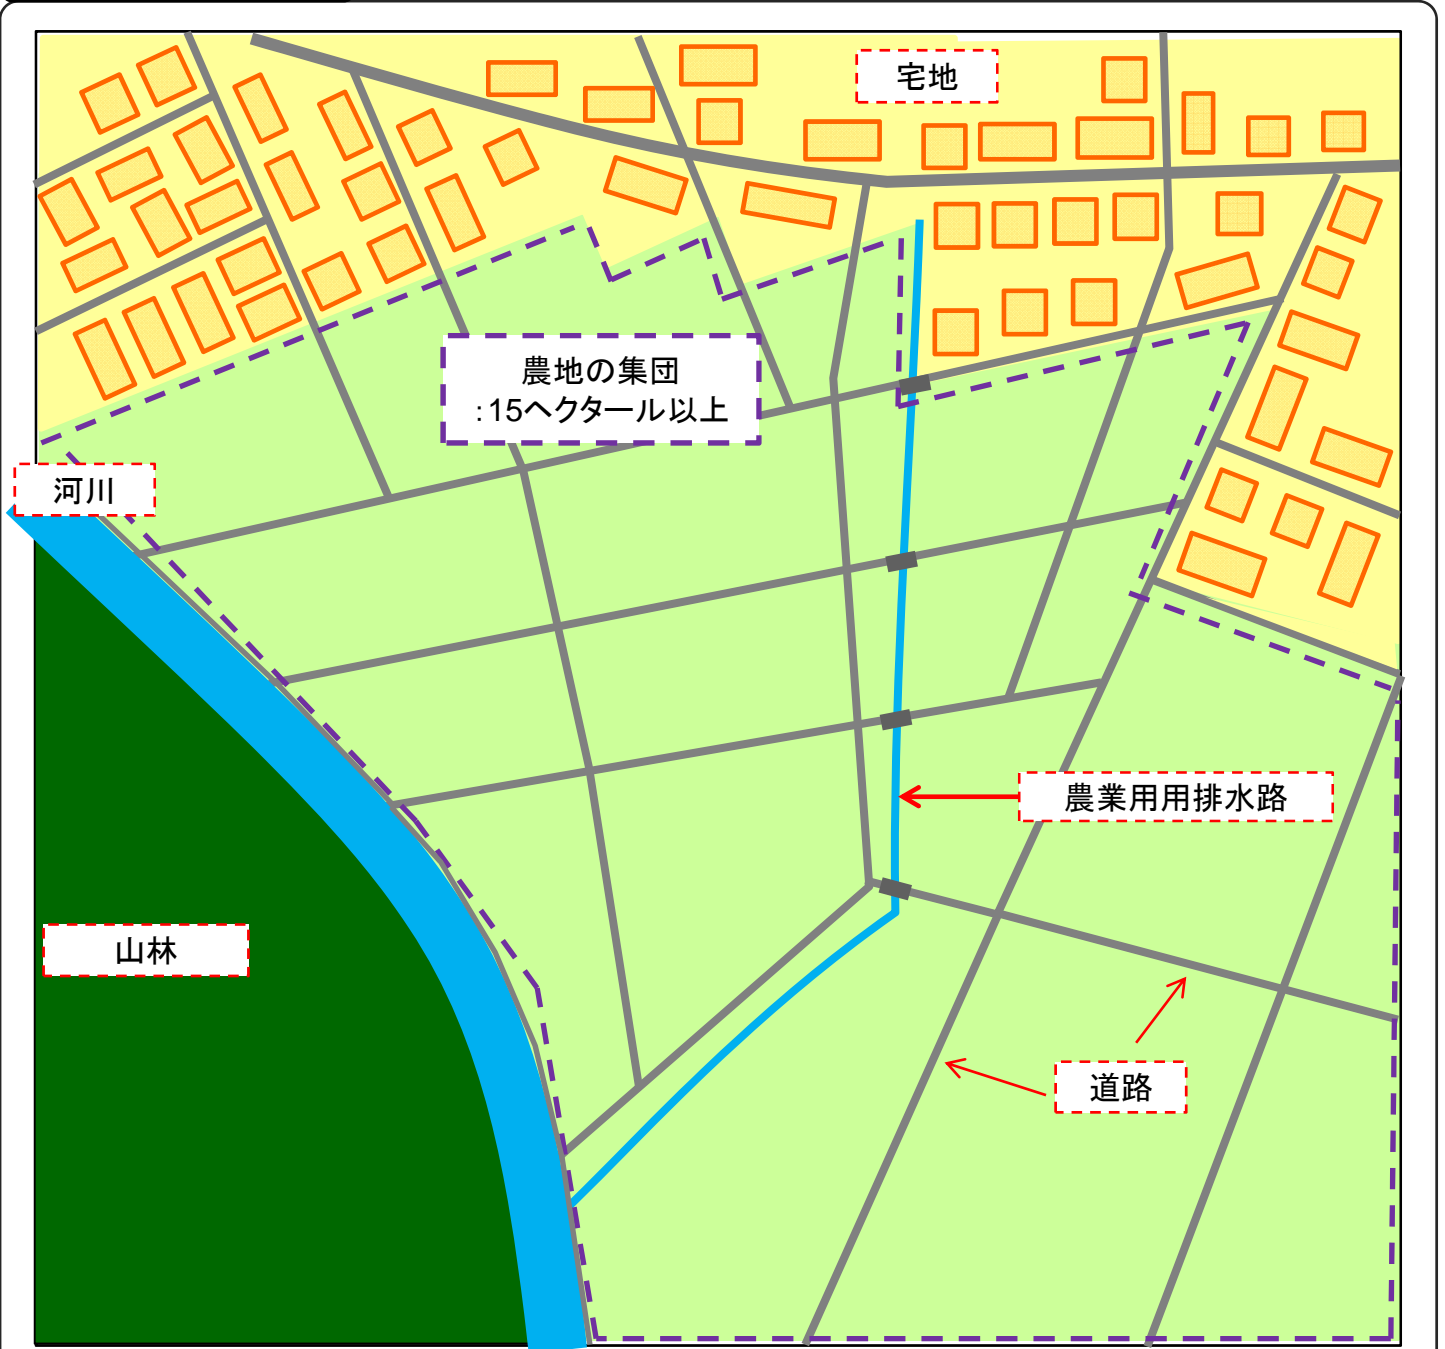 宅地
農地の集団
：15ヘクタール以上
河川
農業用用排水路
山林
道路